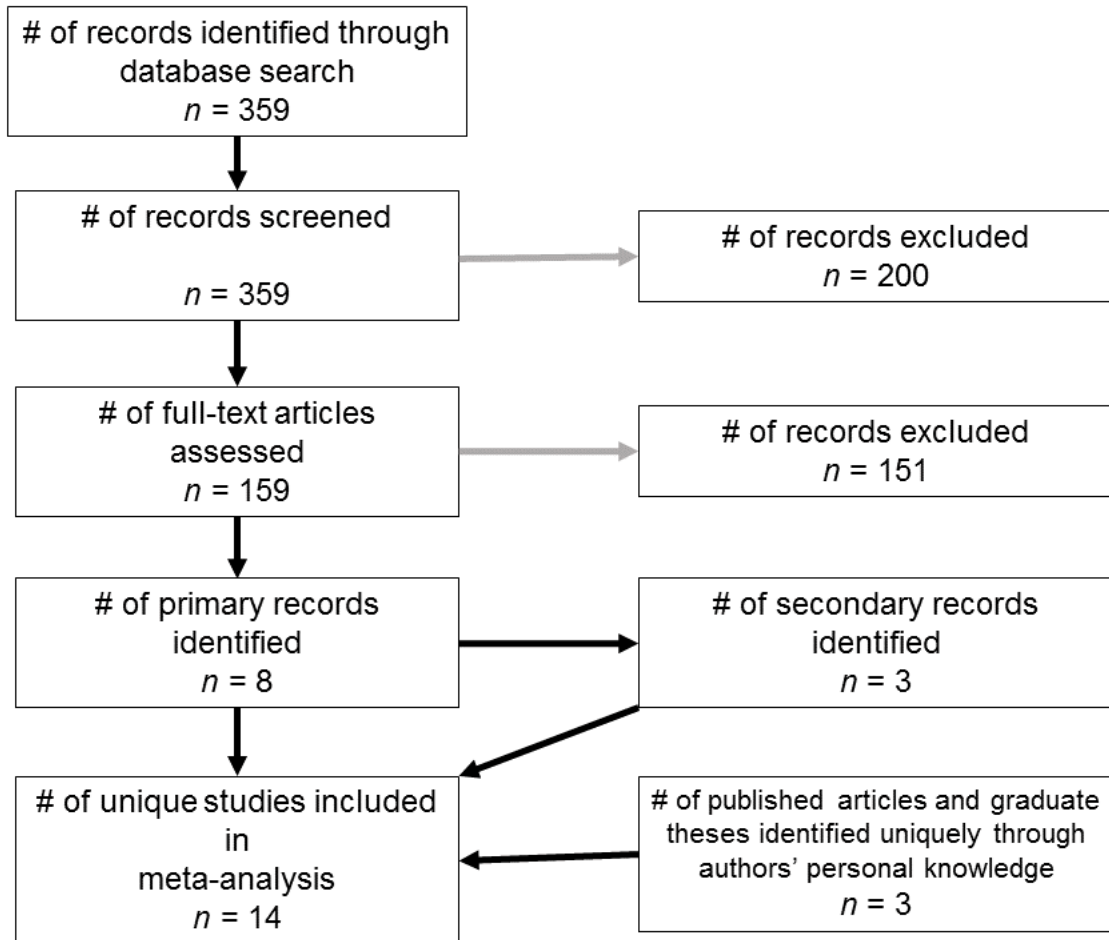 # of records identified through
database search
n = 359
# of records screened
n = 359
# of records excluded
n = 200
# of full-text articles
assessed
n = 159
# of records excluded
n = 151
# of primary records
identified
n = 8
# of secondary records
identified
n = 3
# of unique studies included
in
meta-analysis
n = 14
# of published articles and graduate
theses identified uniquely through
authors’ personal knowledge
n = 3